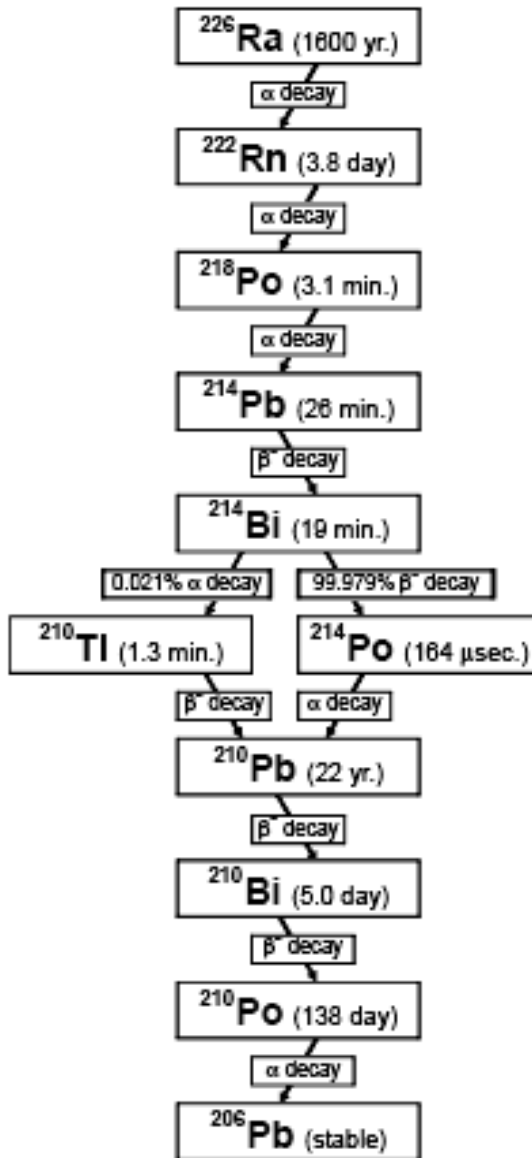 ²²⁶Ra (1600 yr.)
α decay
²²²Rn (3.8 day)
α decay
²¹⁸Po (3.1 min.)
α decay
²¹⁴Pb (26 min.)
β⁻ decay
²¹⁴Bi (19 min.)
0.021% α decay
99.979% β⁻ decay
²¹⁰Tl (1.3 min.)
²¹⁴Po (164 μsec.)
β⁻ decay
α decay
²¹⁰Pb (22 yr.)
β⁻ decay
²¹⁰Bi (5.0 day)
β⁻ decay
²¹⁰Po (138 day)
α decay
²⁰⁶Pb (stable)